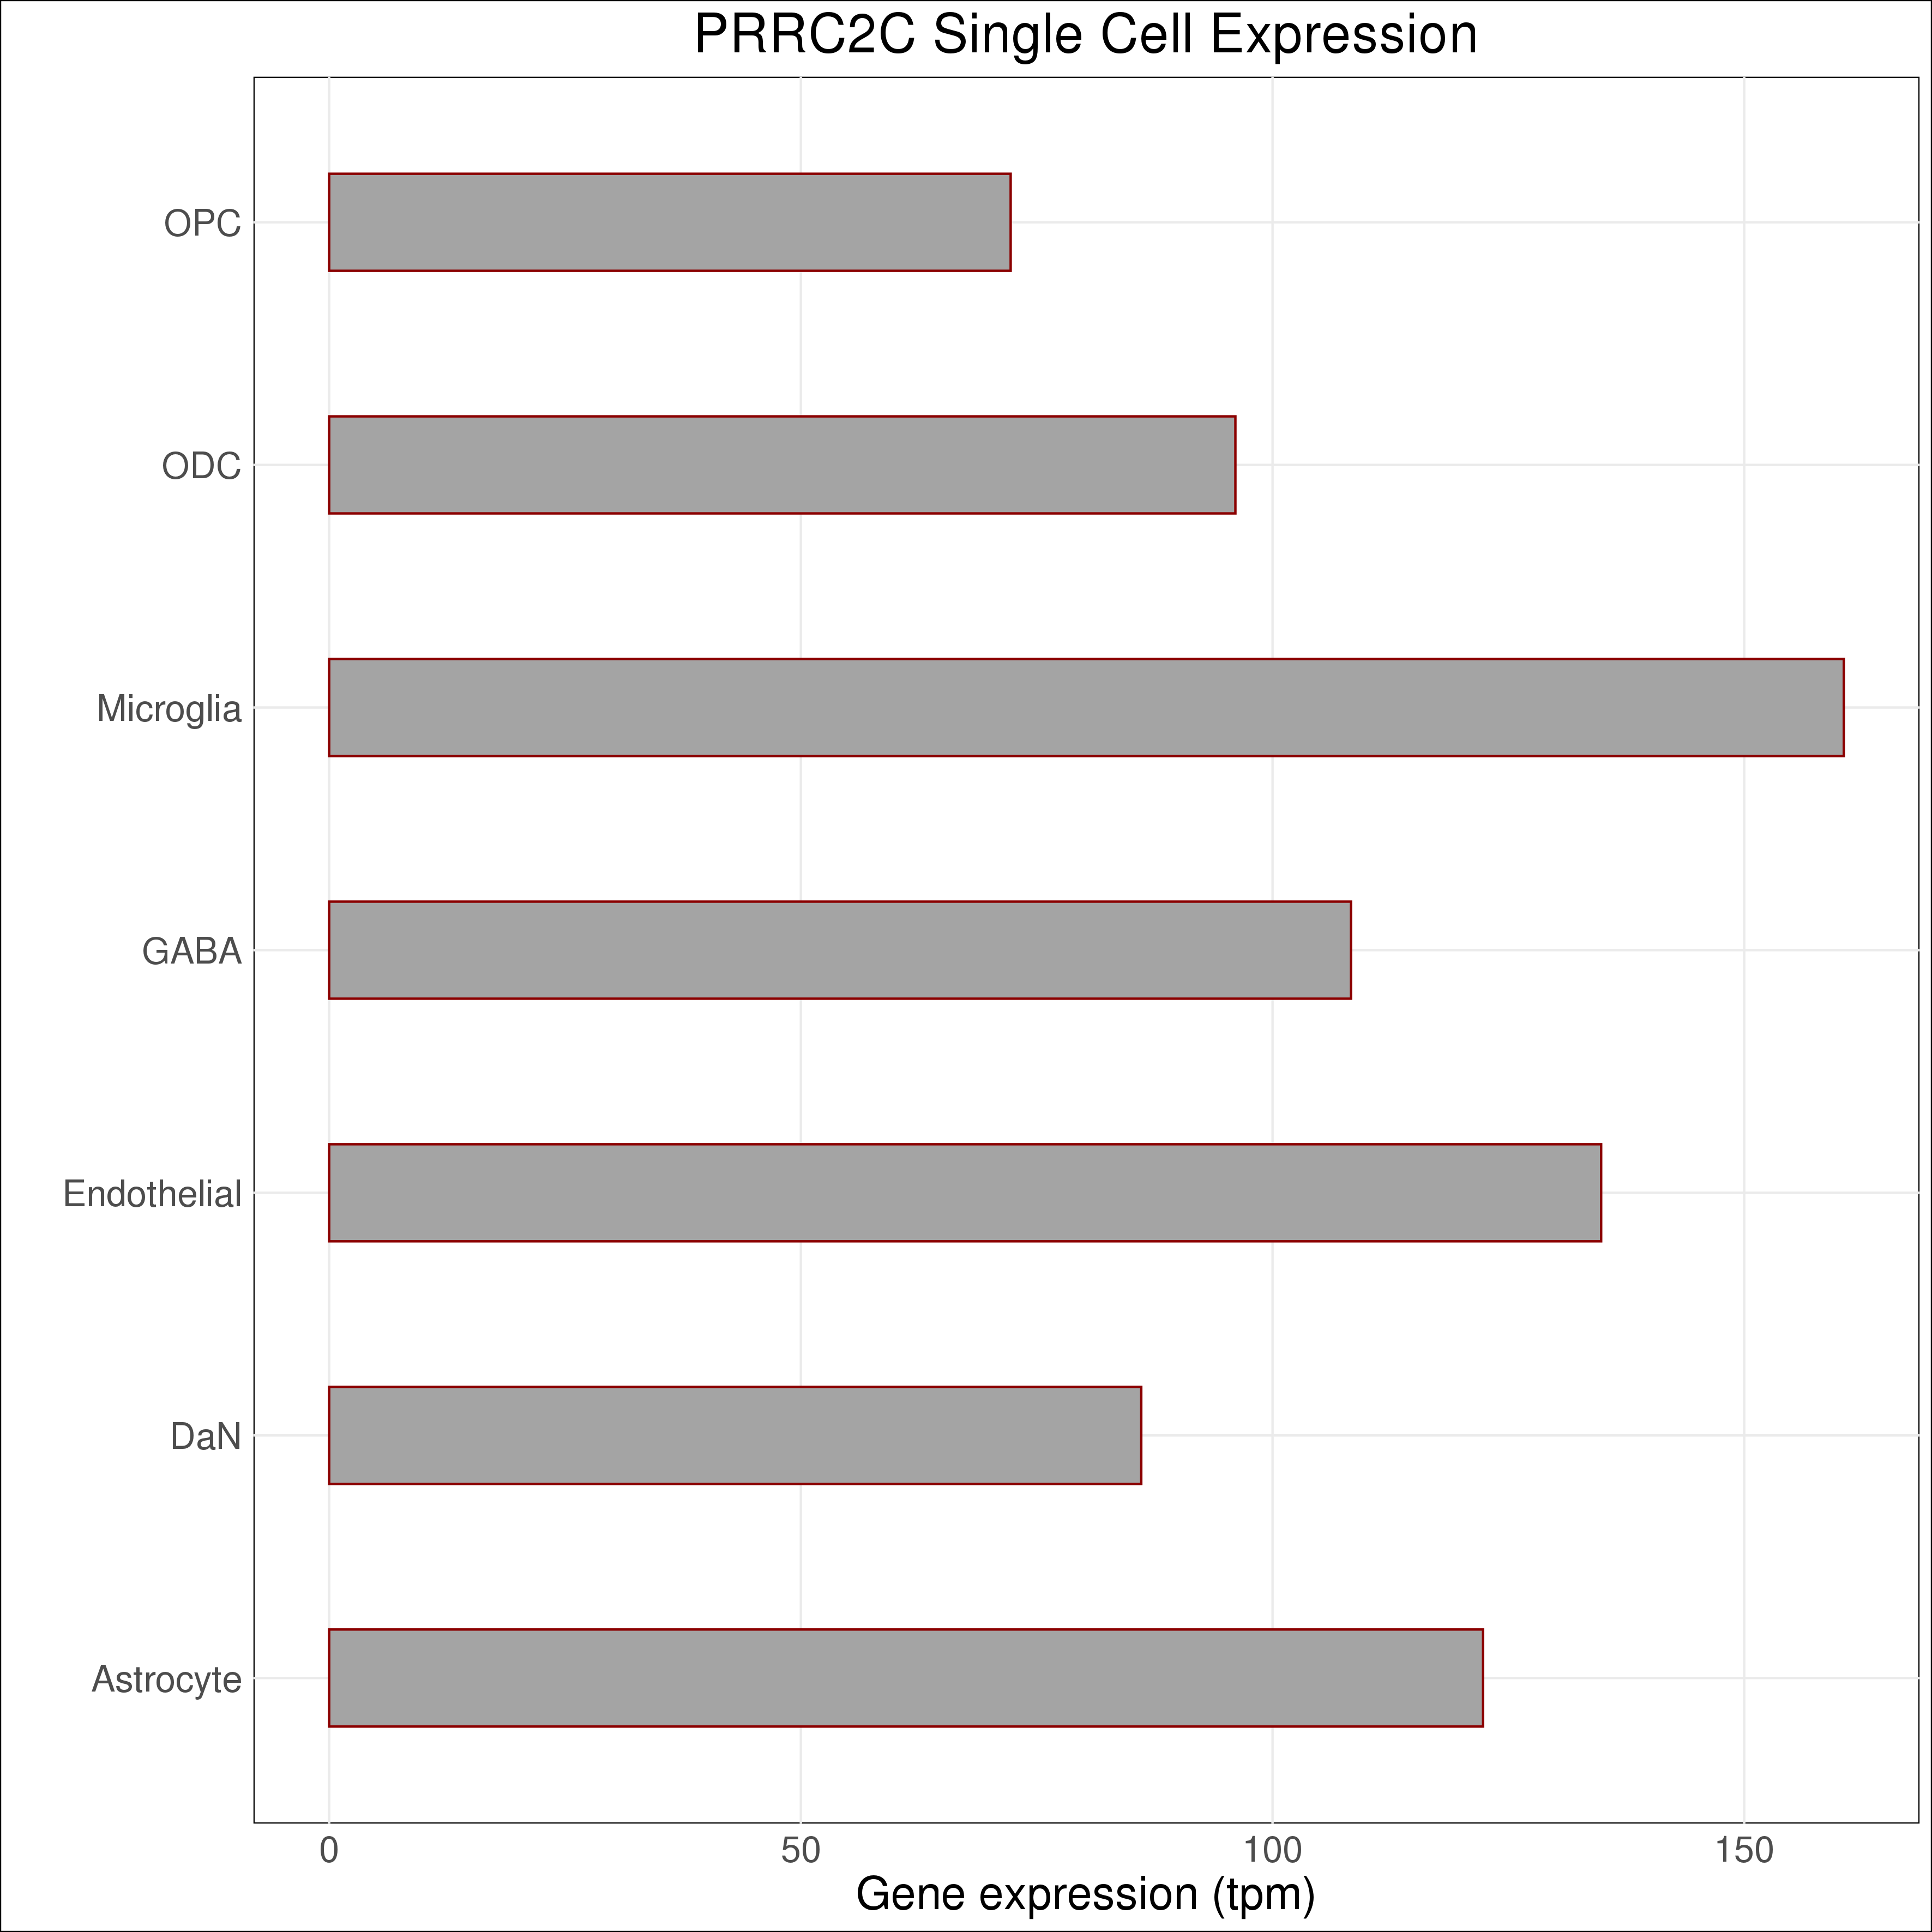 PRRC2C Single Cell Expression
OPC
ODC
Microglia
GABA
Endothelial
DaN
Astrocyte
0 50 100 150
Gene expression (tpm)